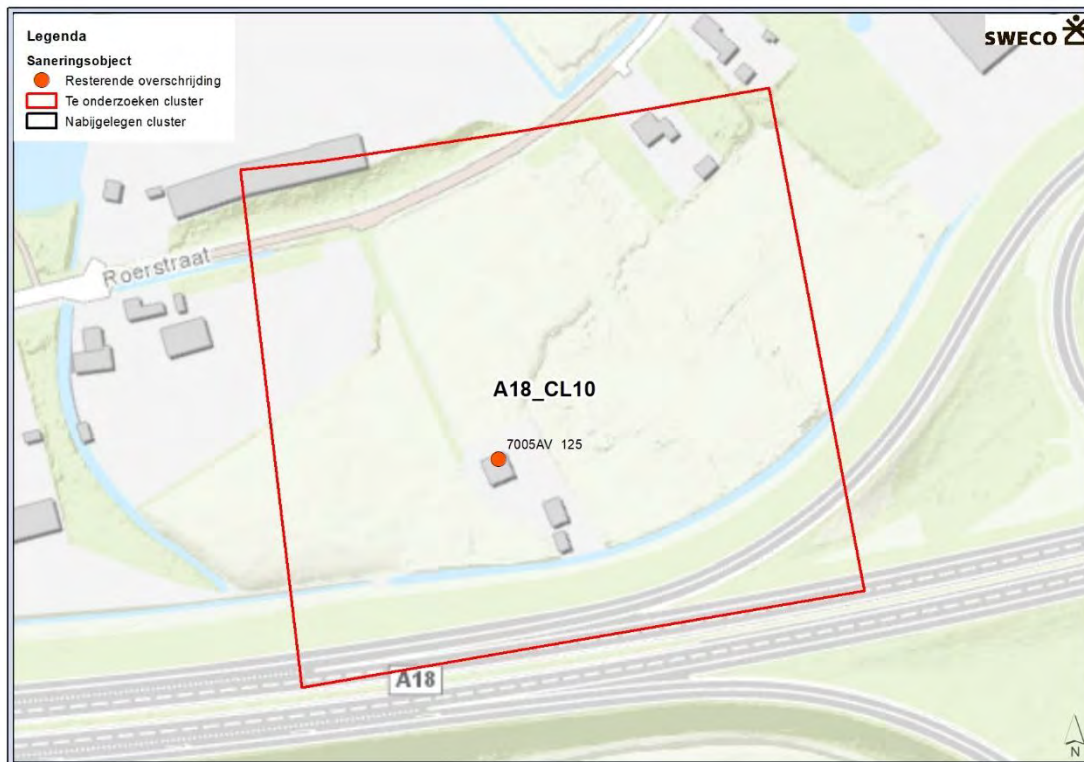 Legenda
Saneringsobject
Resterende overschrijding
Te onderzoeken cluster
Nabijgelegen cluster
SWECO
Roerstraat
A18_CL10
7005AV 125
A18
N